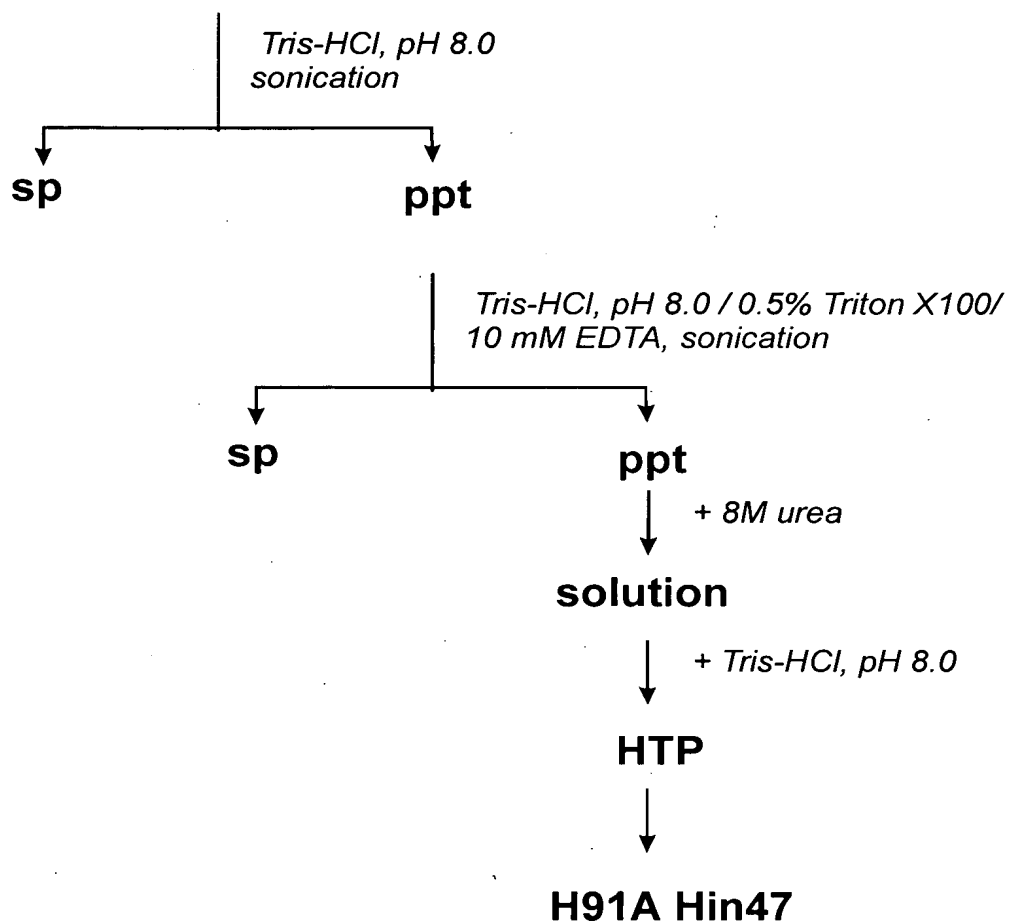 Tris-HCl, pH 8.0
sonication
sp
ppt
Tris-HCl, pH 8.0 / 0.5% Triton X100/
10 mM EDTA, sonication
sp
ppt
+ 8M urea
solution
+ Tris-HCl, pH 8.0
HTP
H91A Hin47